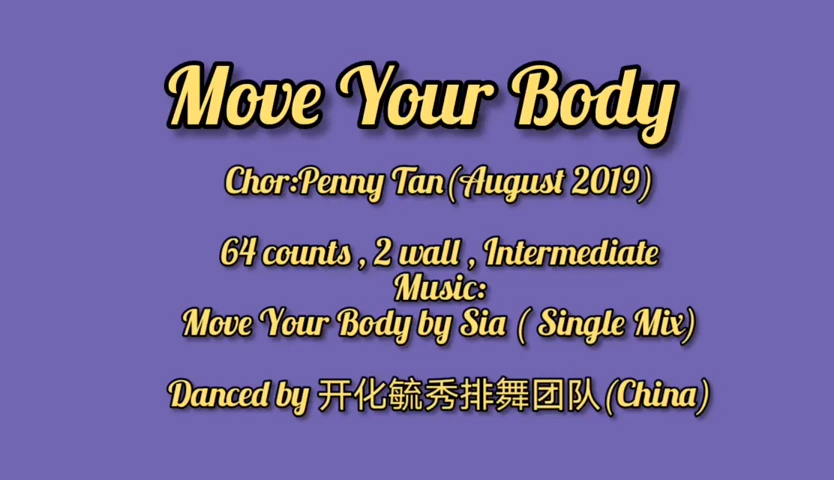 Move Your Body
Chor:Penny Tan(August 2019)
64 counts , 2 wall , Intermediate
Music:
Move Your Body by Sia ( Single Mix)
Danced by 开化毓秀排舞团队(China)